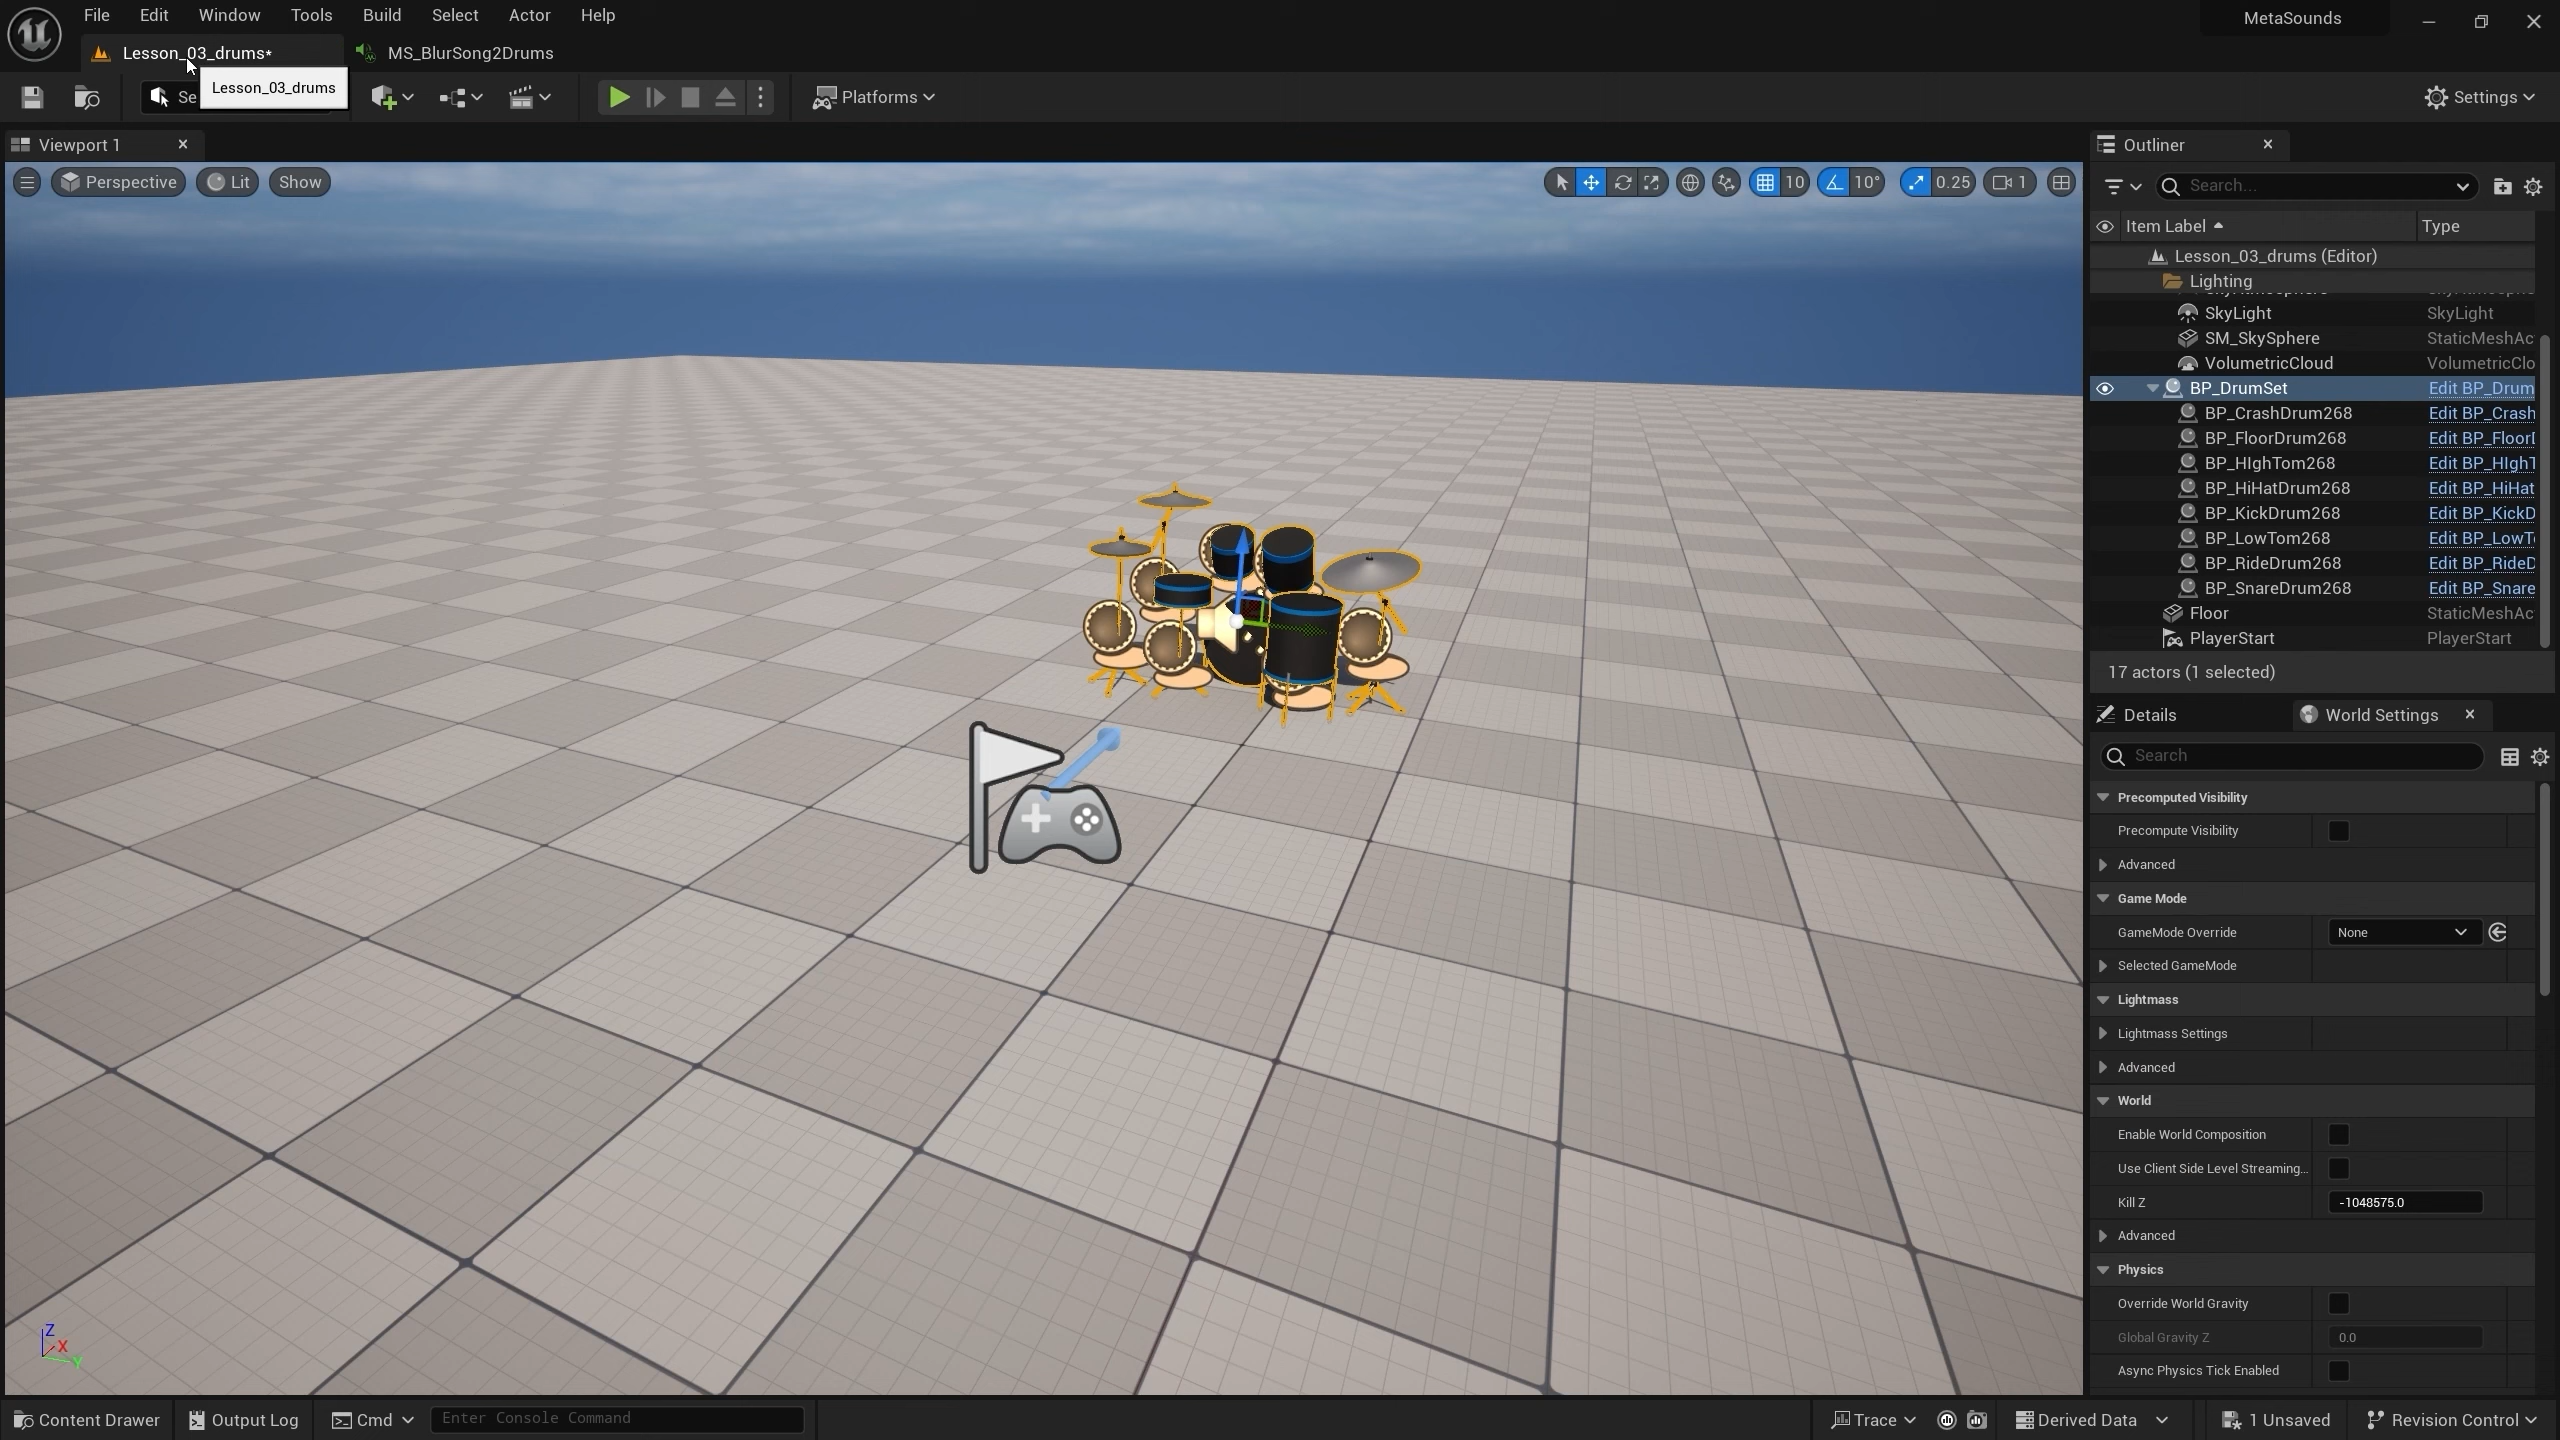 File Edit Window Tools Build Select Actor Help
MetaSounds
Lesson_03_drums* MS_BlurSong2Drums
Lesson_03_drums
Se
Platforms
Settings
Viewport 1
Perspective Lit Show
10 10° 0.25 1
Outliner
Search...
Item Label Type
Lesson_03_drums (Editor)
Lighting
SkyLight SkyLight
SM_SkySphere StaticMeshAc
VolumetricCloud VolumetricClo
BP_DrumSet Edit BP_Drum
BP_CrashDrum268 Edit BP_Crash
BP_FloorDrum268 Edit BP_Floor
BP_HIghTom268 Edit BP_HIghT
BP_HiHatDrum268 Edit BP_HiHat
BP_KickDrum268 Edit BP_KickD
BP_LowTom268 Edit BP_LowT
BP_RideDrum268 Edit BP_RideD
BP_SnareDrum268 Edit BP_Snare
Floor StaticMeshAc
PlayerStart PlayerStart
17 actors (1 selected)
Details World Settings
Search
Precomputed Visibility
Precompute Visibility
Advanced
Game Mode
GameMode Override None
Selected GameMode
Lightmass
Lightmass Settings
Advanced
World
Enable World Composition
Use Client Side Level Streaming...
Kill Z -1048575.0
Advanced
Physics
Override World Gravity
Global Gravity Z 0.0
Async Physics Tick Enabled
Z
X
Y
Content Drawer Output Log Cmd Enter Console Command Trace Derived Data 1 Unsaved Revision Control